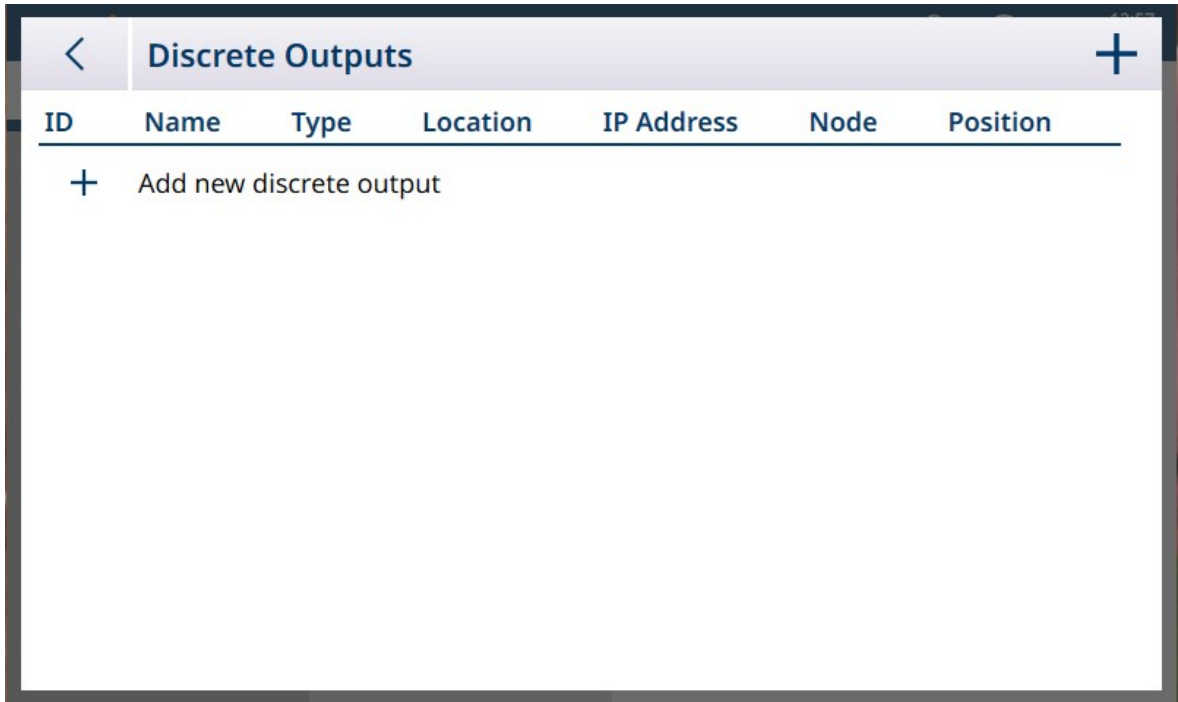 Discrete Outputs
ID Name Type Location IP Address Node Position
Add new discrete output